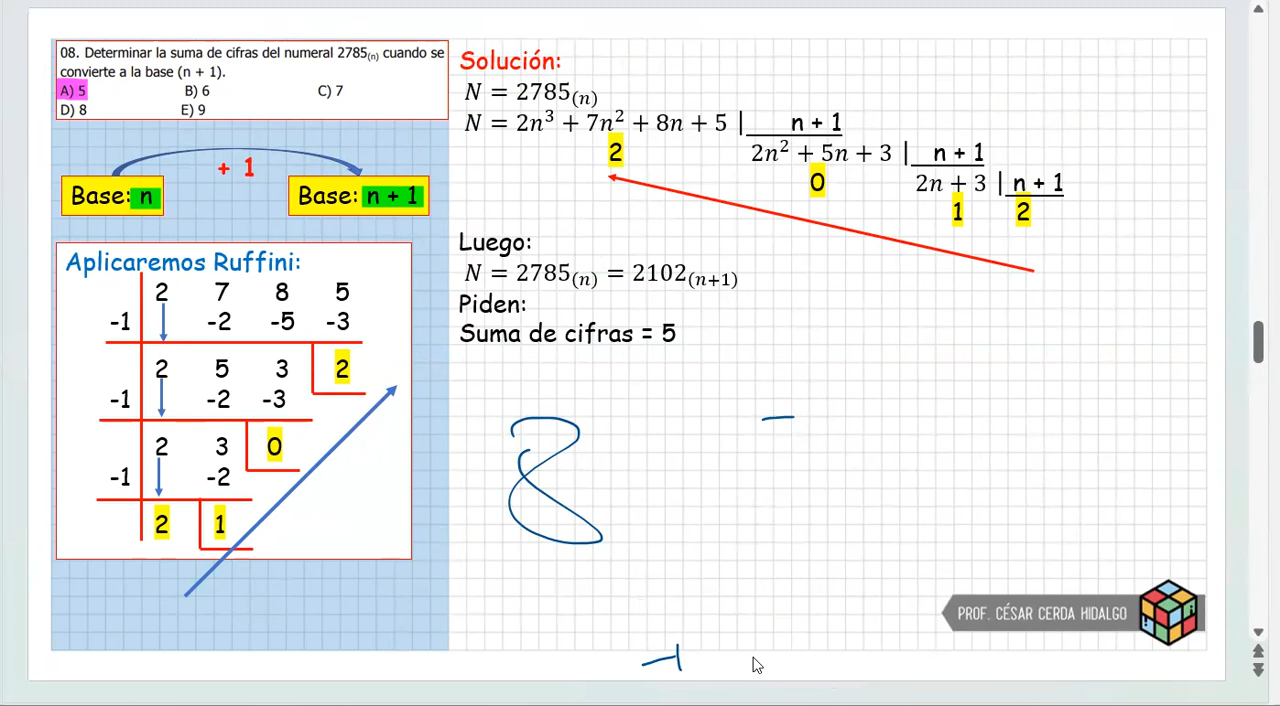 08. Determinar la suma de cifras del numeral 2785₍ₙ₎ cuando se
convierte a la base (n + 1).
A) 5 B) 6 C) 7
D) 8 E) 9
+ 1
Base: n Base: n + 1
Aplicaremos Ruffini:
2 7 8 5
-1 -2 -5 -3
2 5 3 2
-1 -2 -3
2 3 0
-1 -2
2 1
Solución:
N = 2785₍ₙ₎
N = 2n³ + 7n² + 8n + 5 | n + 1
2 2n² + 5n + 3 | n + 1
0 2n + 3 | n + 1
1 2
Luego:
N = 2785₍ₙ₎ = 2102₍ₙ₊₁₎
Piden:
Suma de cifras = 5
8
PROF. CÉSAR CERDA HIDALGO